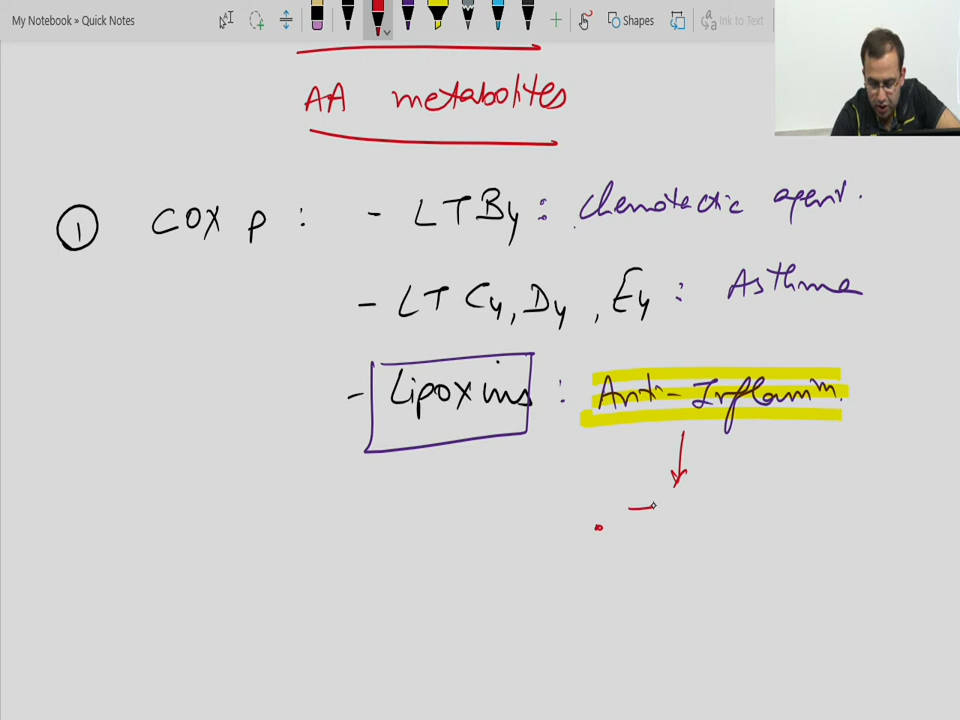 My Notebook » Quick Notes
Shapes
Ink to Text
AA metabolites
① COX p : - LTB4 : Chemotectic agent.
- LT C4, D4, E4 : Asthma
- Lipoxins : Anti-Inflamm.